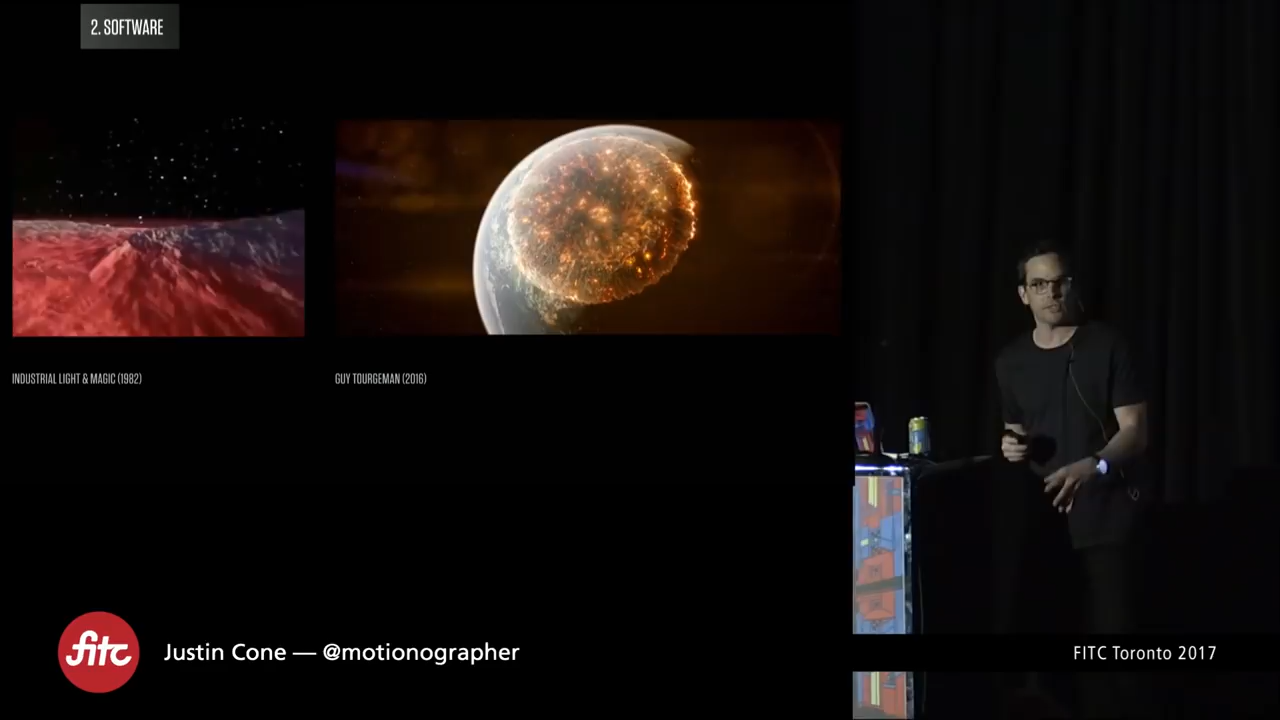 2. SOFTWARE
INDUSTRIAL LIGHT & MAGIC (1982)
GUY TOURGEMAN (2016)
fitc
Justin Cone — @motionographer
FITC Toronto 2017